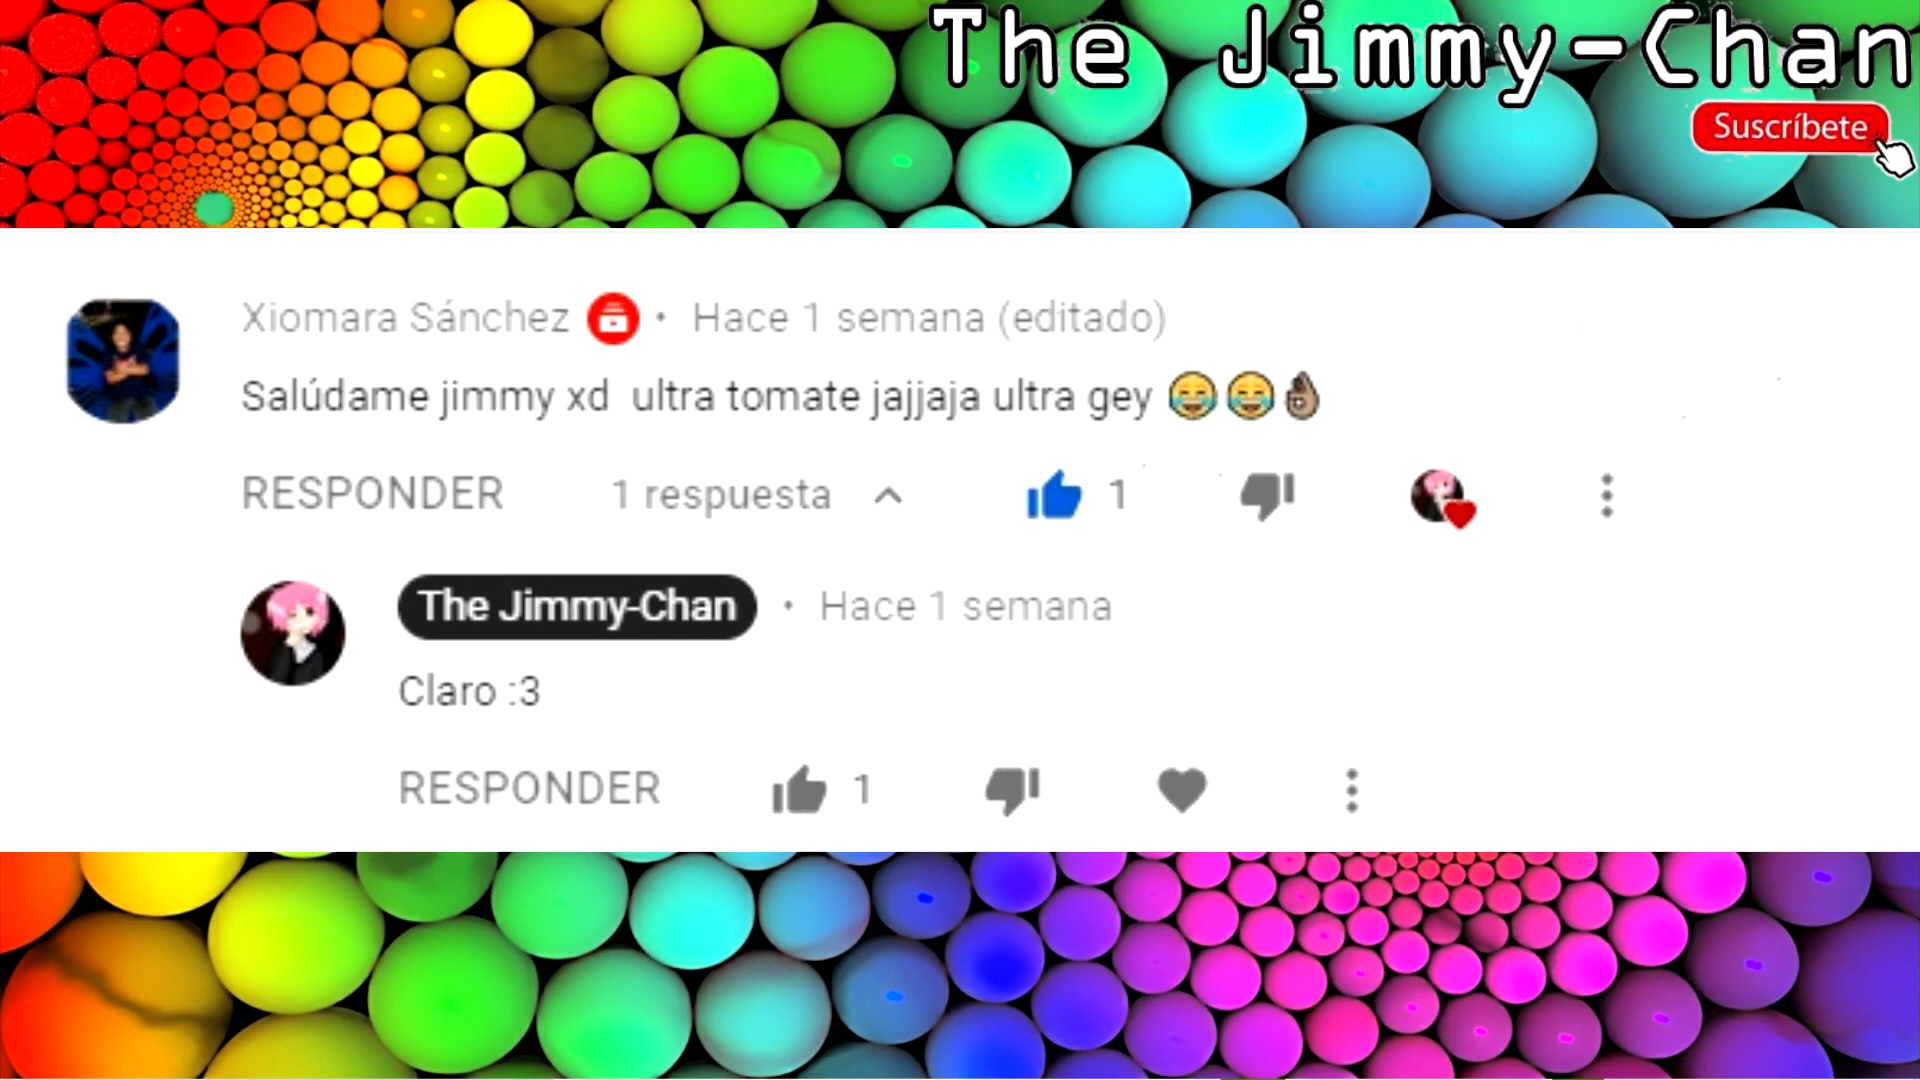 The Jimmy-Chan
Suscríbete
Xiomara Sánchez • Hace 1 semana (editado)
Salúdame jimmy xd ultra tomate jajjaja ultra gey 😂😂👌🏽
RESPONDER 1 respuesta 1
The Jimmy-Chan • Hace 1 semana
Claro :3
RESPONDER 1